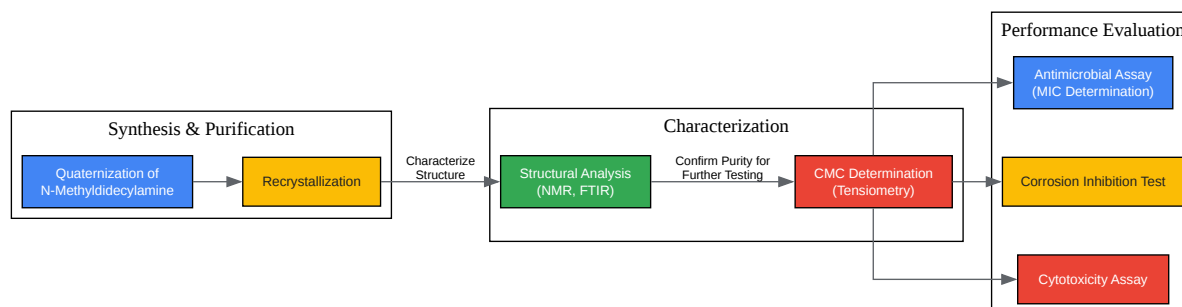 Synthesis & Purification
Quaternization of
N-Methyldidecylamine
Recrystallization
Characterize
Structure
Characterization
Structural Analysis
(NMR, FTIR)
Confirm Purity for
Further Testing
CMC Determination
(Tensiometry)
Performance Evaluation
Antimicrobial Assay
(MIC Determination)
Corrosion Inhibition Test
Cytotoxicity Assay